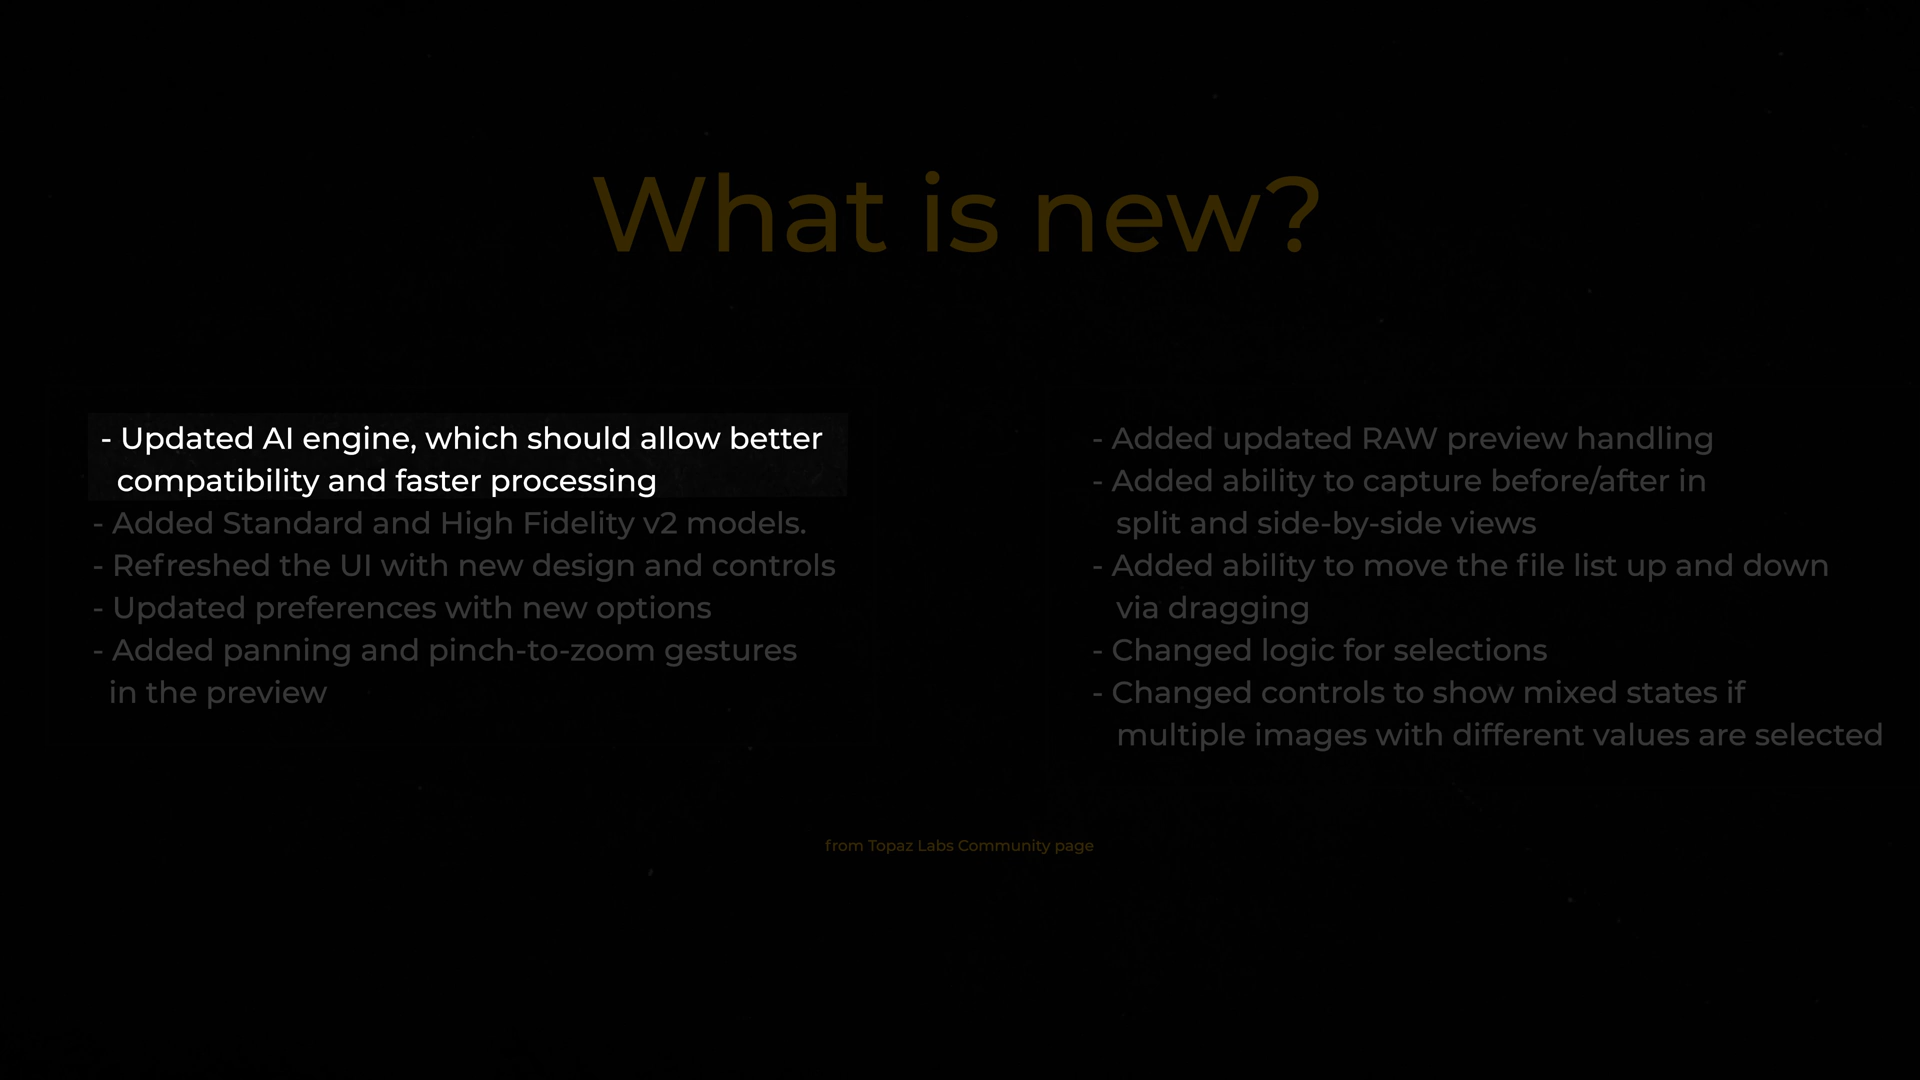 What is new?
- Updated AI engine, which should allow better
compatibility and faster processing
- Added Standard and High Fidelity v2 models.
- Refreshed the UI with new design and controls
- Updated preferences with new options
- Added panning and pinch-to-zoom gestures
in the preview
- Added updated RAW preview handling
- Added ability to capture before/after in
split and side-by-side views
- Added ability to move the file list up and down
via dragging
- Changed logic for selections
- Changed controls to show mixed states if
multiple images with different values are selected
from Topaz Labs Community page